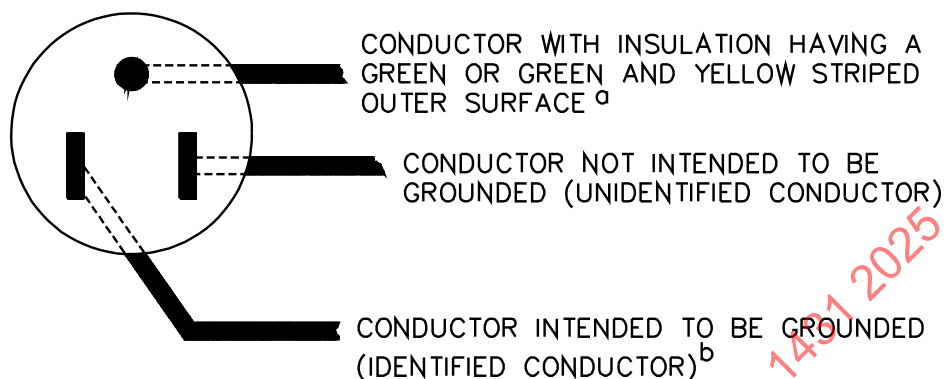 CONDUCTOR WITH INSULATION HAVING A
GREEN OR GREEN AND YELLOW STRIPED
OUTER SURFACE a
CONDUCTOR NOT INTENDED TO BE
GROUNDED (UNIDENTIFIED CONDUCTOR)
CONDUCTOR INTENDED TO BE GROUNDED
(IDENTIFIED CONDUCTOR) b
1431 2025